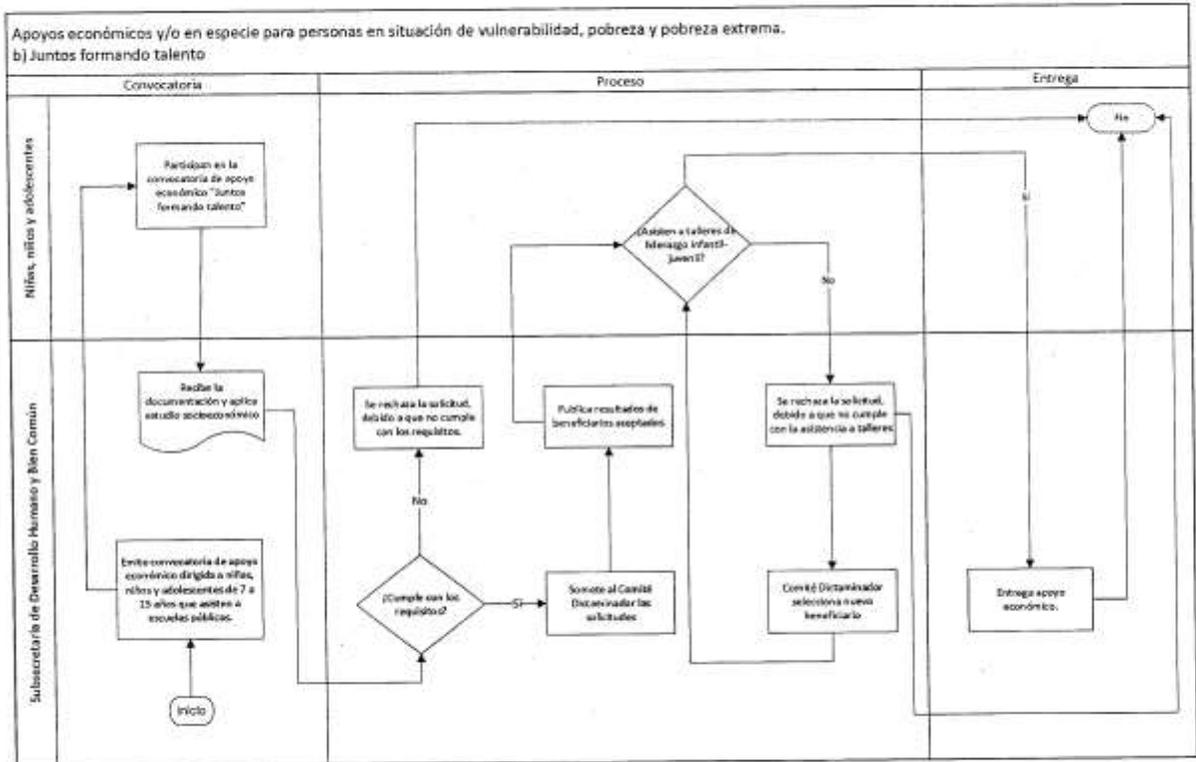 Apoyos económicos y/o en especie para personas en situación de vulnerabilidad, pobreza y pobreza extrema.
b) Juntos formando talento
Convocatoria
Proceso
Entrega
Niñas, niños y adolescentes
Participan en la
convocatoria de apoyo
económico "Juntos
formando talento"
¿Asisten a talleres de
liderazgo infantil-
juvenil?
Si
No
Subsecretaría de Desarrollo Humano y Bien Común
Recibe la
documentación y aplica
estudio socioeconómico
Se rechaza la solicitud,
debido a que no cumple
con los requisitos.
Publica resultados de
beneficiarios aceptados
Se rechaza la solicitud,
debido a que no cumple
con la asistencia a talleres
No
Emite convocatoria de apoyo
económico dirigida a niñas,
niños y adolescentes de 7 a
15 años que asisten a
escuelas públicas.
¿Cumple con los
requisitos?
Si
Somete al Comité
Dictaminador las
solicitudes
Comité Dictaminador
selecciona nuevo
beneficiario
Entrega apoyo
económico.
Inicio